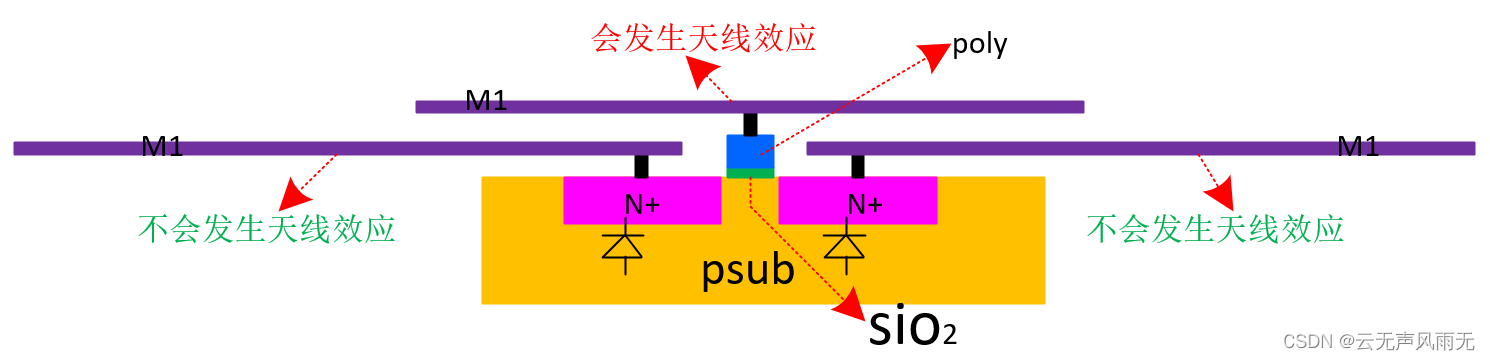 会发生天线效应
poly
M1
M1
M1
N+
N+
不会发生天线效应
不会发生天线效应
psub
sio2
CSDN @云无声风雨无